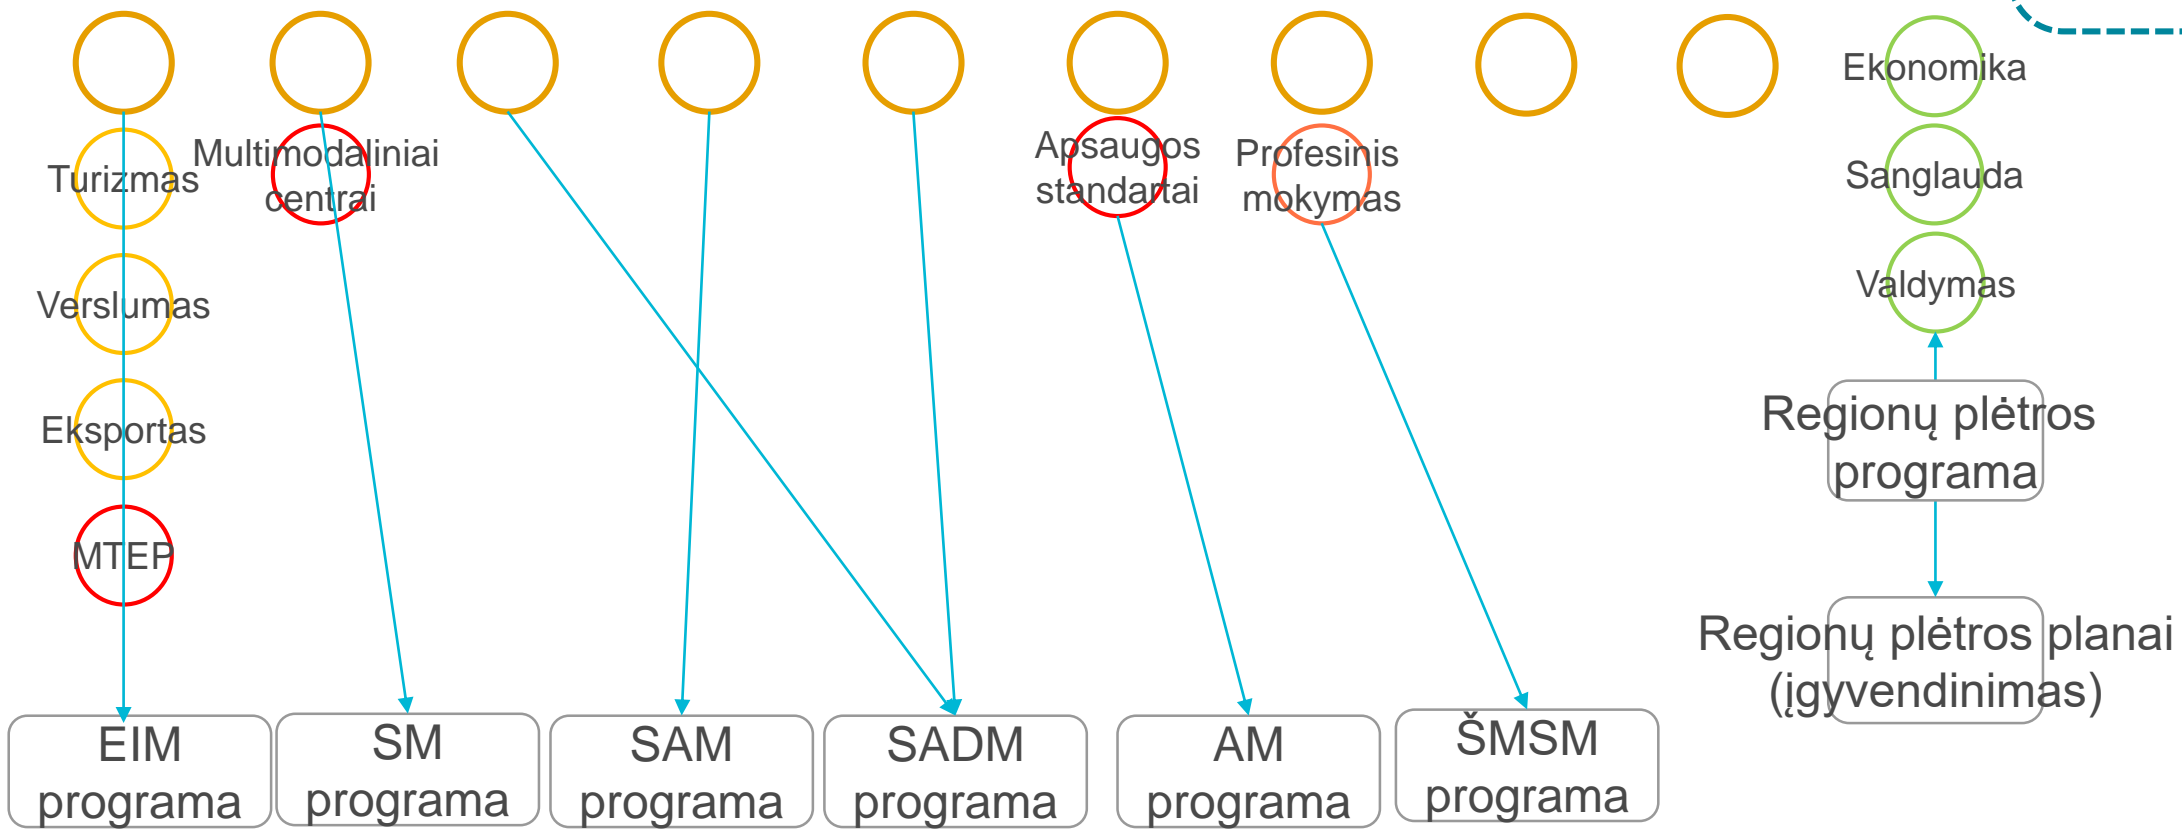 Ekonomika
Turizmas
Multimodaliniai
centrai
Apsaugos
standartai
Profesinis
mokymas
Sanglauda
Verslumas
Valdymas
Eksportas
Regionų plėtros
programa
MTEP
Regionų plėtros planai
(įgyvendinimas)
EIM
programa
SM
programa
SAM
programa
SADM
programa
AM
programa
ŠMSM
programa